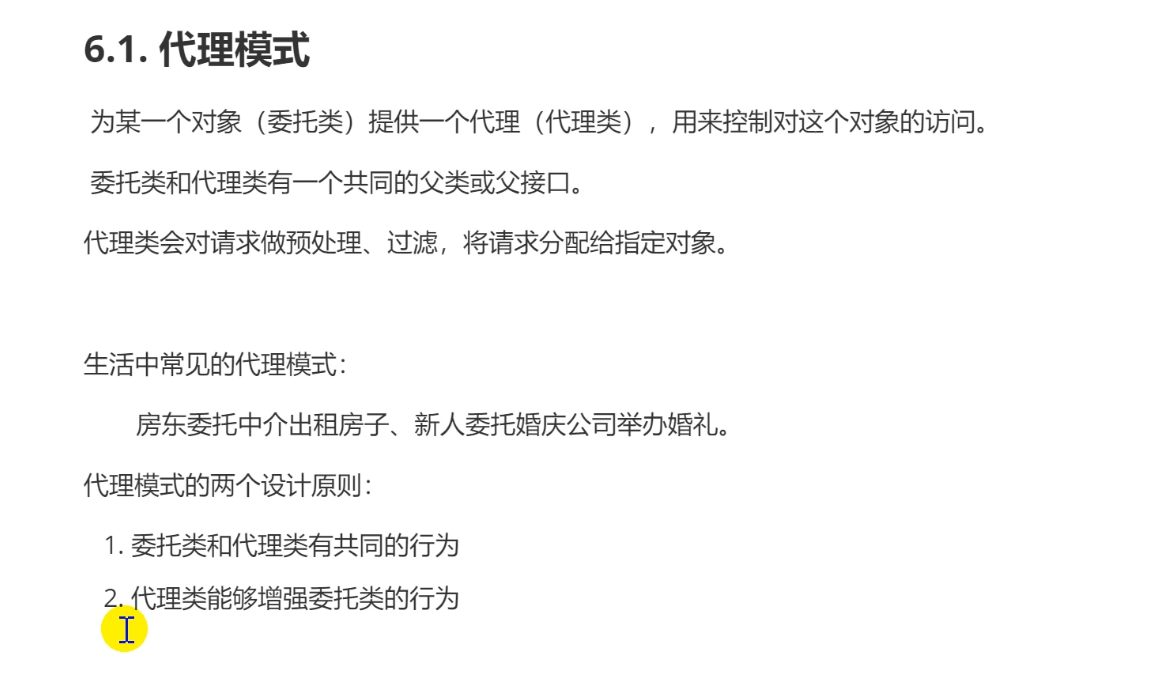 6.1. 代理模式
为某一个对象（委托类）提供一个代理（代理类），用来控制对这个对象的访问。
委托类和代理类有一个共同的父类或父接口。
代理类会对请求做预处理、过滤，将请求分配给指定对象。
生活中常见的代理模式：
房东委托中介出租房子、新人委托婚庆公司举办婚礼。
代理模式的两个设计原则：
1. 委托类和代理类有共同的行为
2. 代理类能够增强委托类的行为